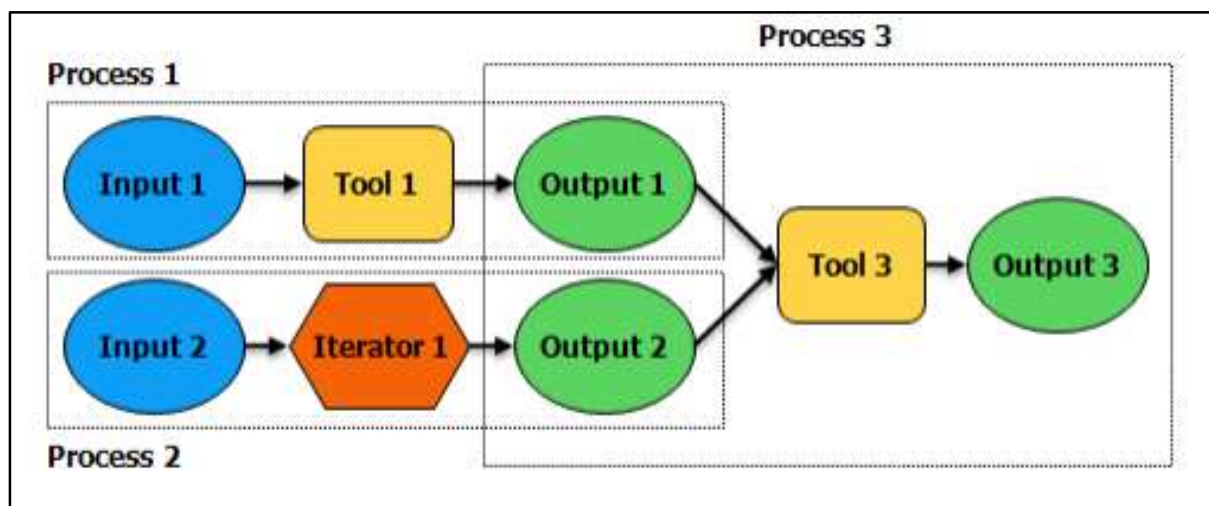 Process 3
Process 1
Input 1
Tool 1
Output 1
Tool 3
Output 3
Input 2
Iterator 1
Output 2
Process 2